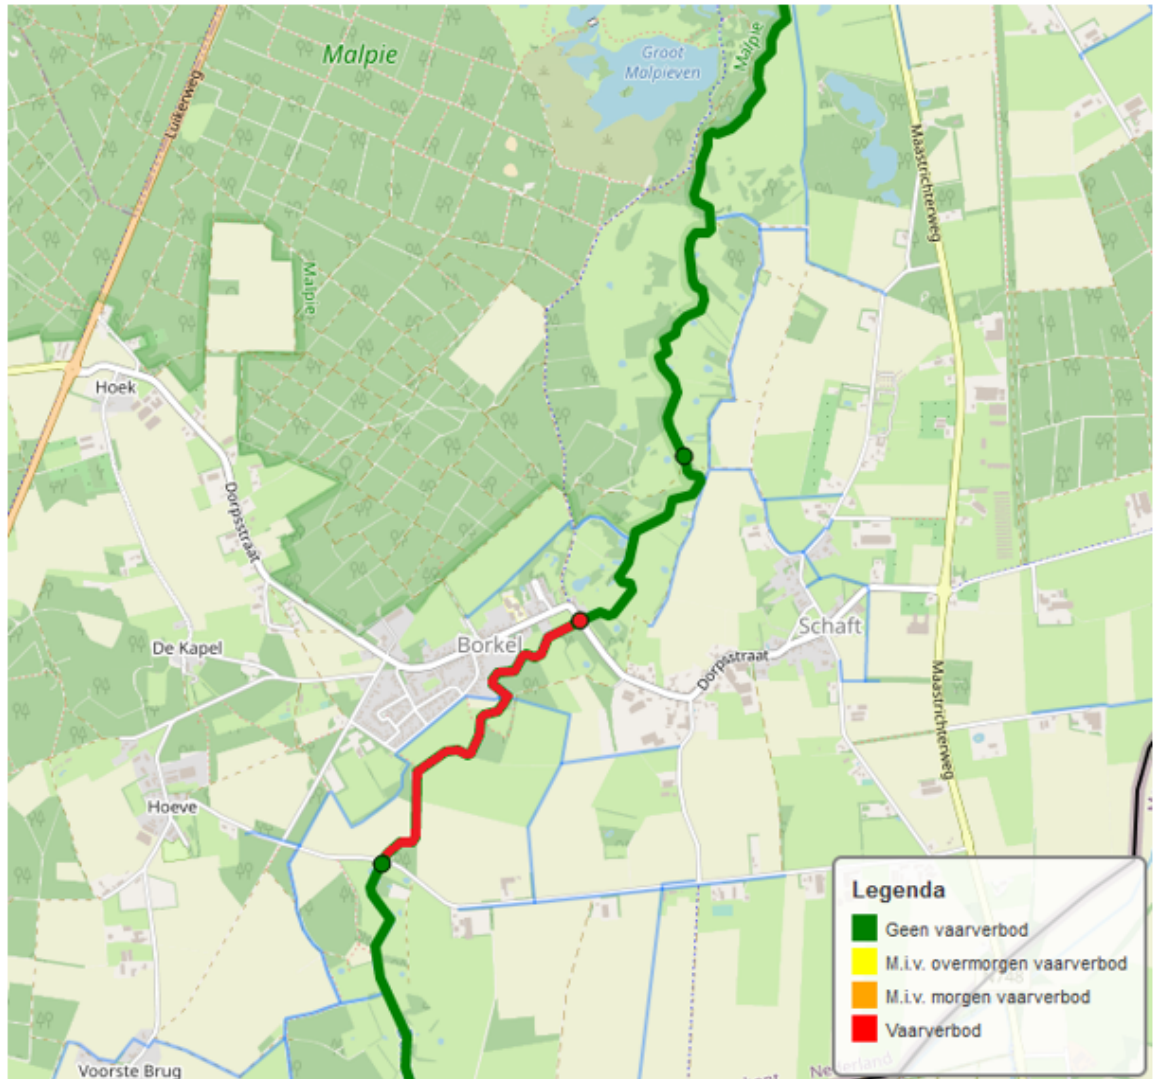 Malpie
Groot
Malpieven
Malpie
Luikerweg
Maastrichterweg
Malpie
Hoek
Dorpsstraat
De Kapel
Borkel
Schaft
Dorpsstraat
Maastrichterweg
Hoeve
Voorste Brug
Legenda
Geen vaarverbod
M.i.v. overmorgen vaarverbod
M.i.v. morgen vaarverbod
Vaarverbod
Nederland